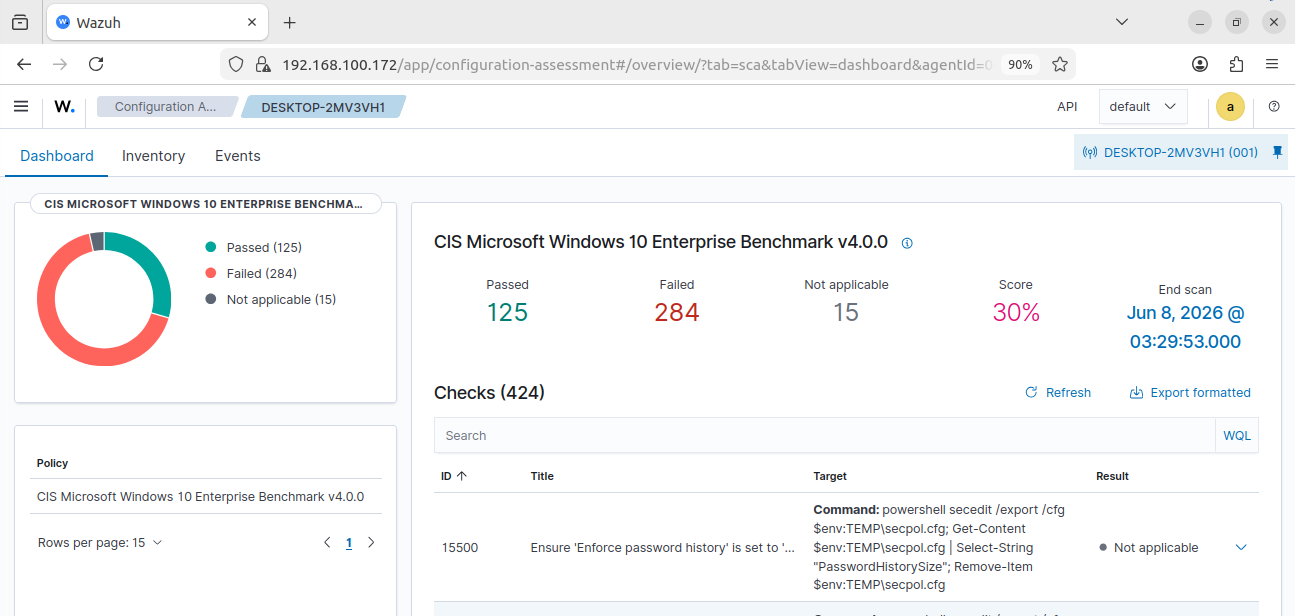 Wazuh
192.168.100.172/app/configuration-assessment#/overview/?tab=sca&tabView=dashboard&agentId=0
90%
W.
Configuration A...
DESKTOP-2MV3VH1
API
default
a
Dashboard
Inventory
Events
DESKTOP-2MV3VH1 (001)
CIS MICROSOFT WINDOWS 10 ENTERPRISE BENCHMA...
Passed (125)
Failed (284)
Not applicable (15)
Policy
CIS Microsoft Windows 10 Enterprise Benchmark v4.0.0
Rows per page: 15
1
CIS Microsoft Windows 10 Enterprise Benchmark v4.0.0
Passed
125
Failed
284
Not applicable
15
Score
30%
End scan
Jun 8, 2026 @
03:29:53.000
Checks (424)
Refresh
Export formatted
Search
WQL
ID
Title
Target
Result
15500
Ensure 'Enforce password history' is set to '...
Command: powershell secedit /export /cfg
$env:TEMP\secpol.cfg; Get-Content
$env:TEMP\secpol.cfg | Select-String
"PasswordHistorySize"; Remove-Item
$env:TEMP\secpol.cfg
Not applicable